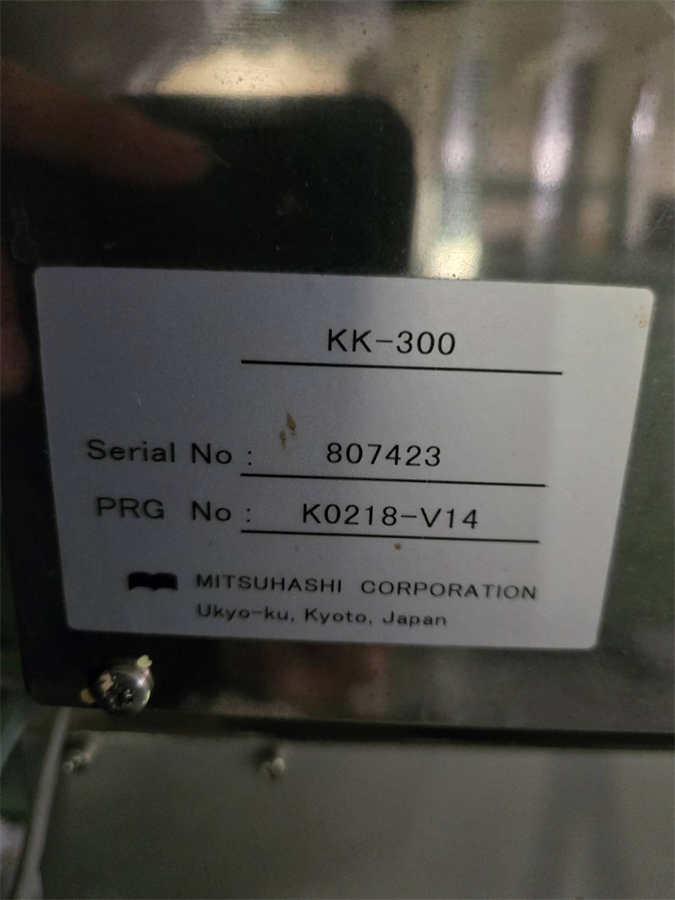 KK-300
Serial No : 807423
PRG No : K0218-V14
MITSUHASHI CORPORATION
Ukyo-ku, Kyoto, Japan